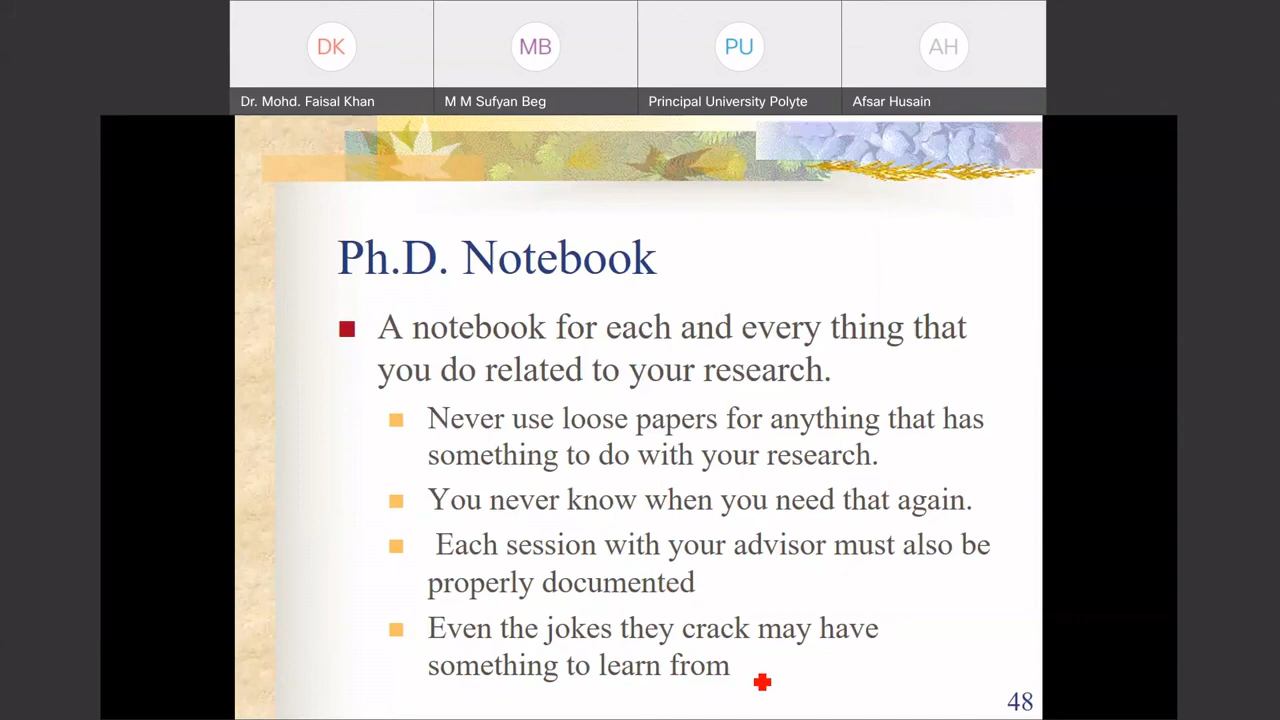 DK
MB
PU
AH
Dr. Mohd. Faisal Khan
M M Sufyan Beg
Principal University Polyte
Afsar Husain
Ph.D. Notebook
A notebook for each and every thing that
you do related to your research.
Never use loose papers for anything that has
something to do with your research.
You never know when you need that again.
Each session with your advisor must also be
properly documented
Even the jokes they crack may have
something to learn from
48